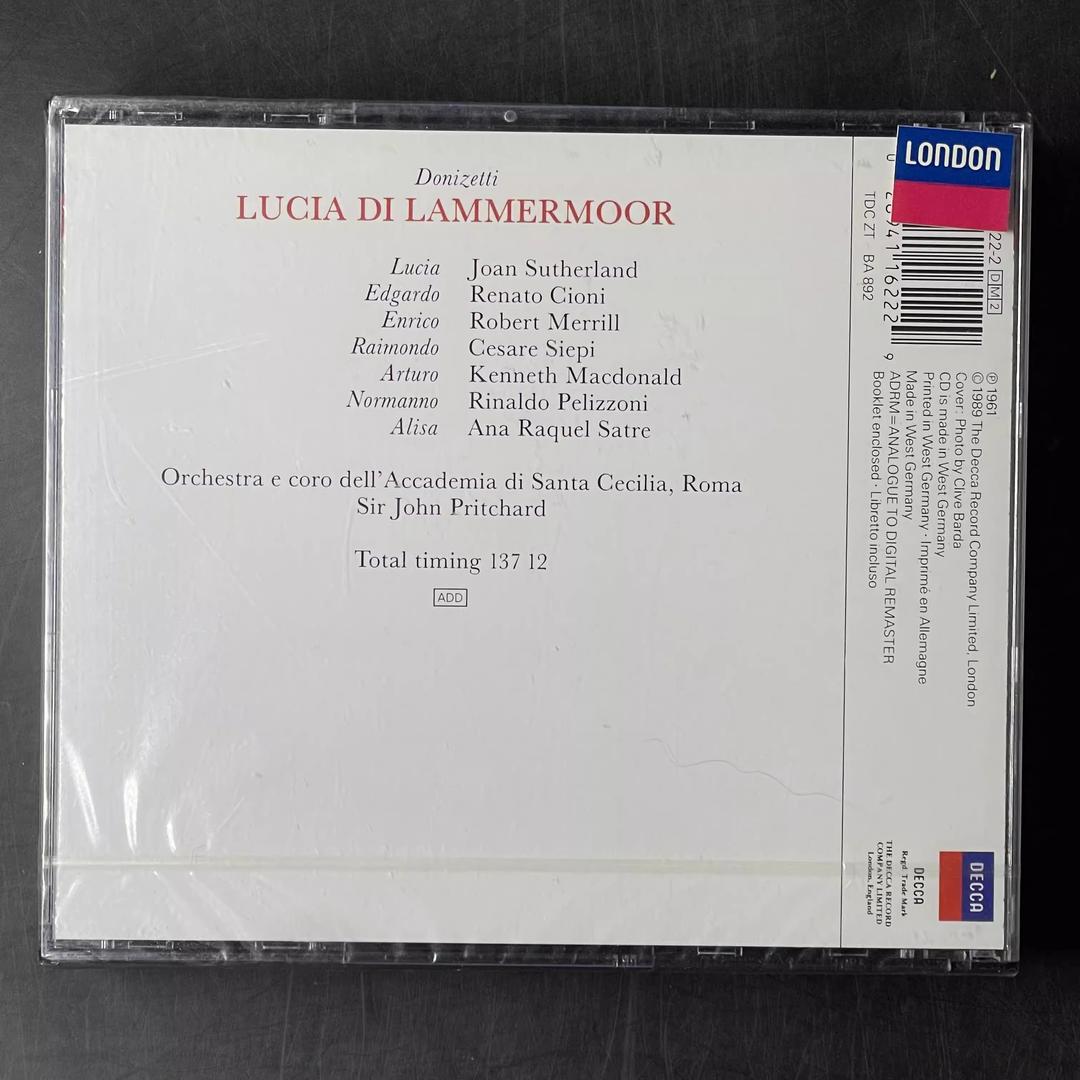 Donizetti
LUCIA DI LAMMERMOOR
Lucia Joan Sutherland
Edgardo Renato Cioni
Enrico Robert Merrill
Raimondo Cesare Siepi
Arturo Kenneth Macdonald
Normanno Rinaldo Pelizzoni
Alisa Ana Raquel Satre
Orchestra e coro dell'Accademia di Santa Cecilia, Roma
Sir John Pritchard
Total timing 137 12
ADD
LONDON
22-2 DM2
16222 9
TDC ZT · BA 892
℗ 1961
© 1989 The Decca Record Company Limited, London
Cover: Photo by Clive Barda
CD is made in West Germany
Printed in West Germany · Imprimé en Allemagne
Made in West Germany
ADRM=ANALOGUE TO DIGITAL REMASTER
Booklet enclosed · Libretto incluso
DECCA
DECCA
Regd. Trade Mark
THE DECCA RECORD
COMPANY LIMITED
London, England